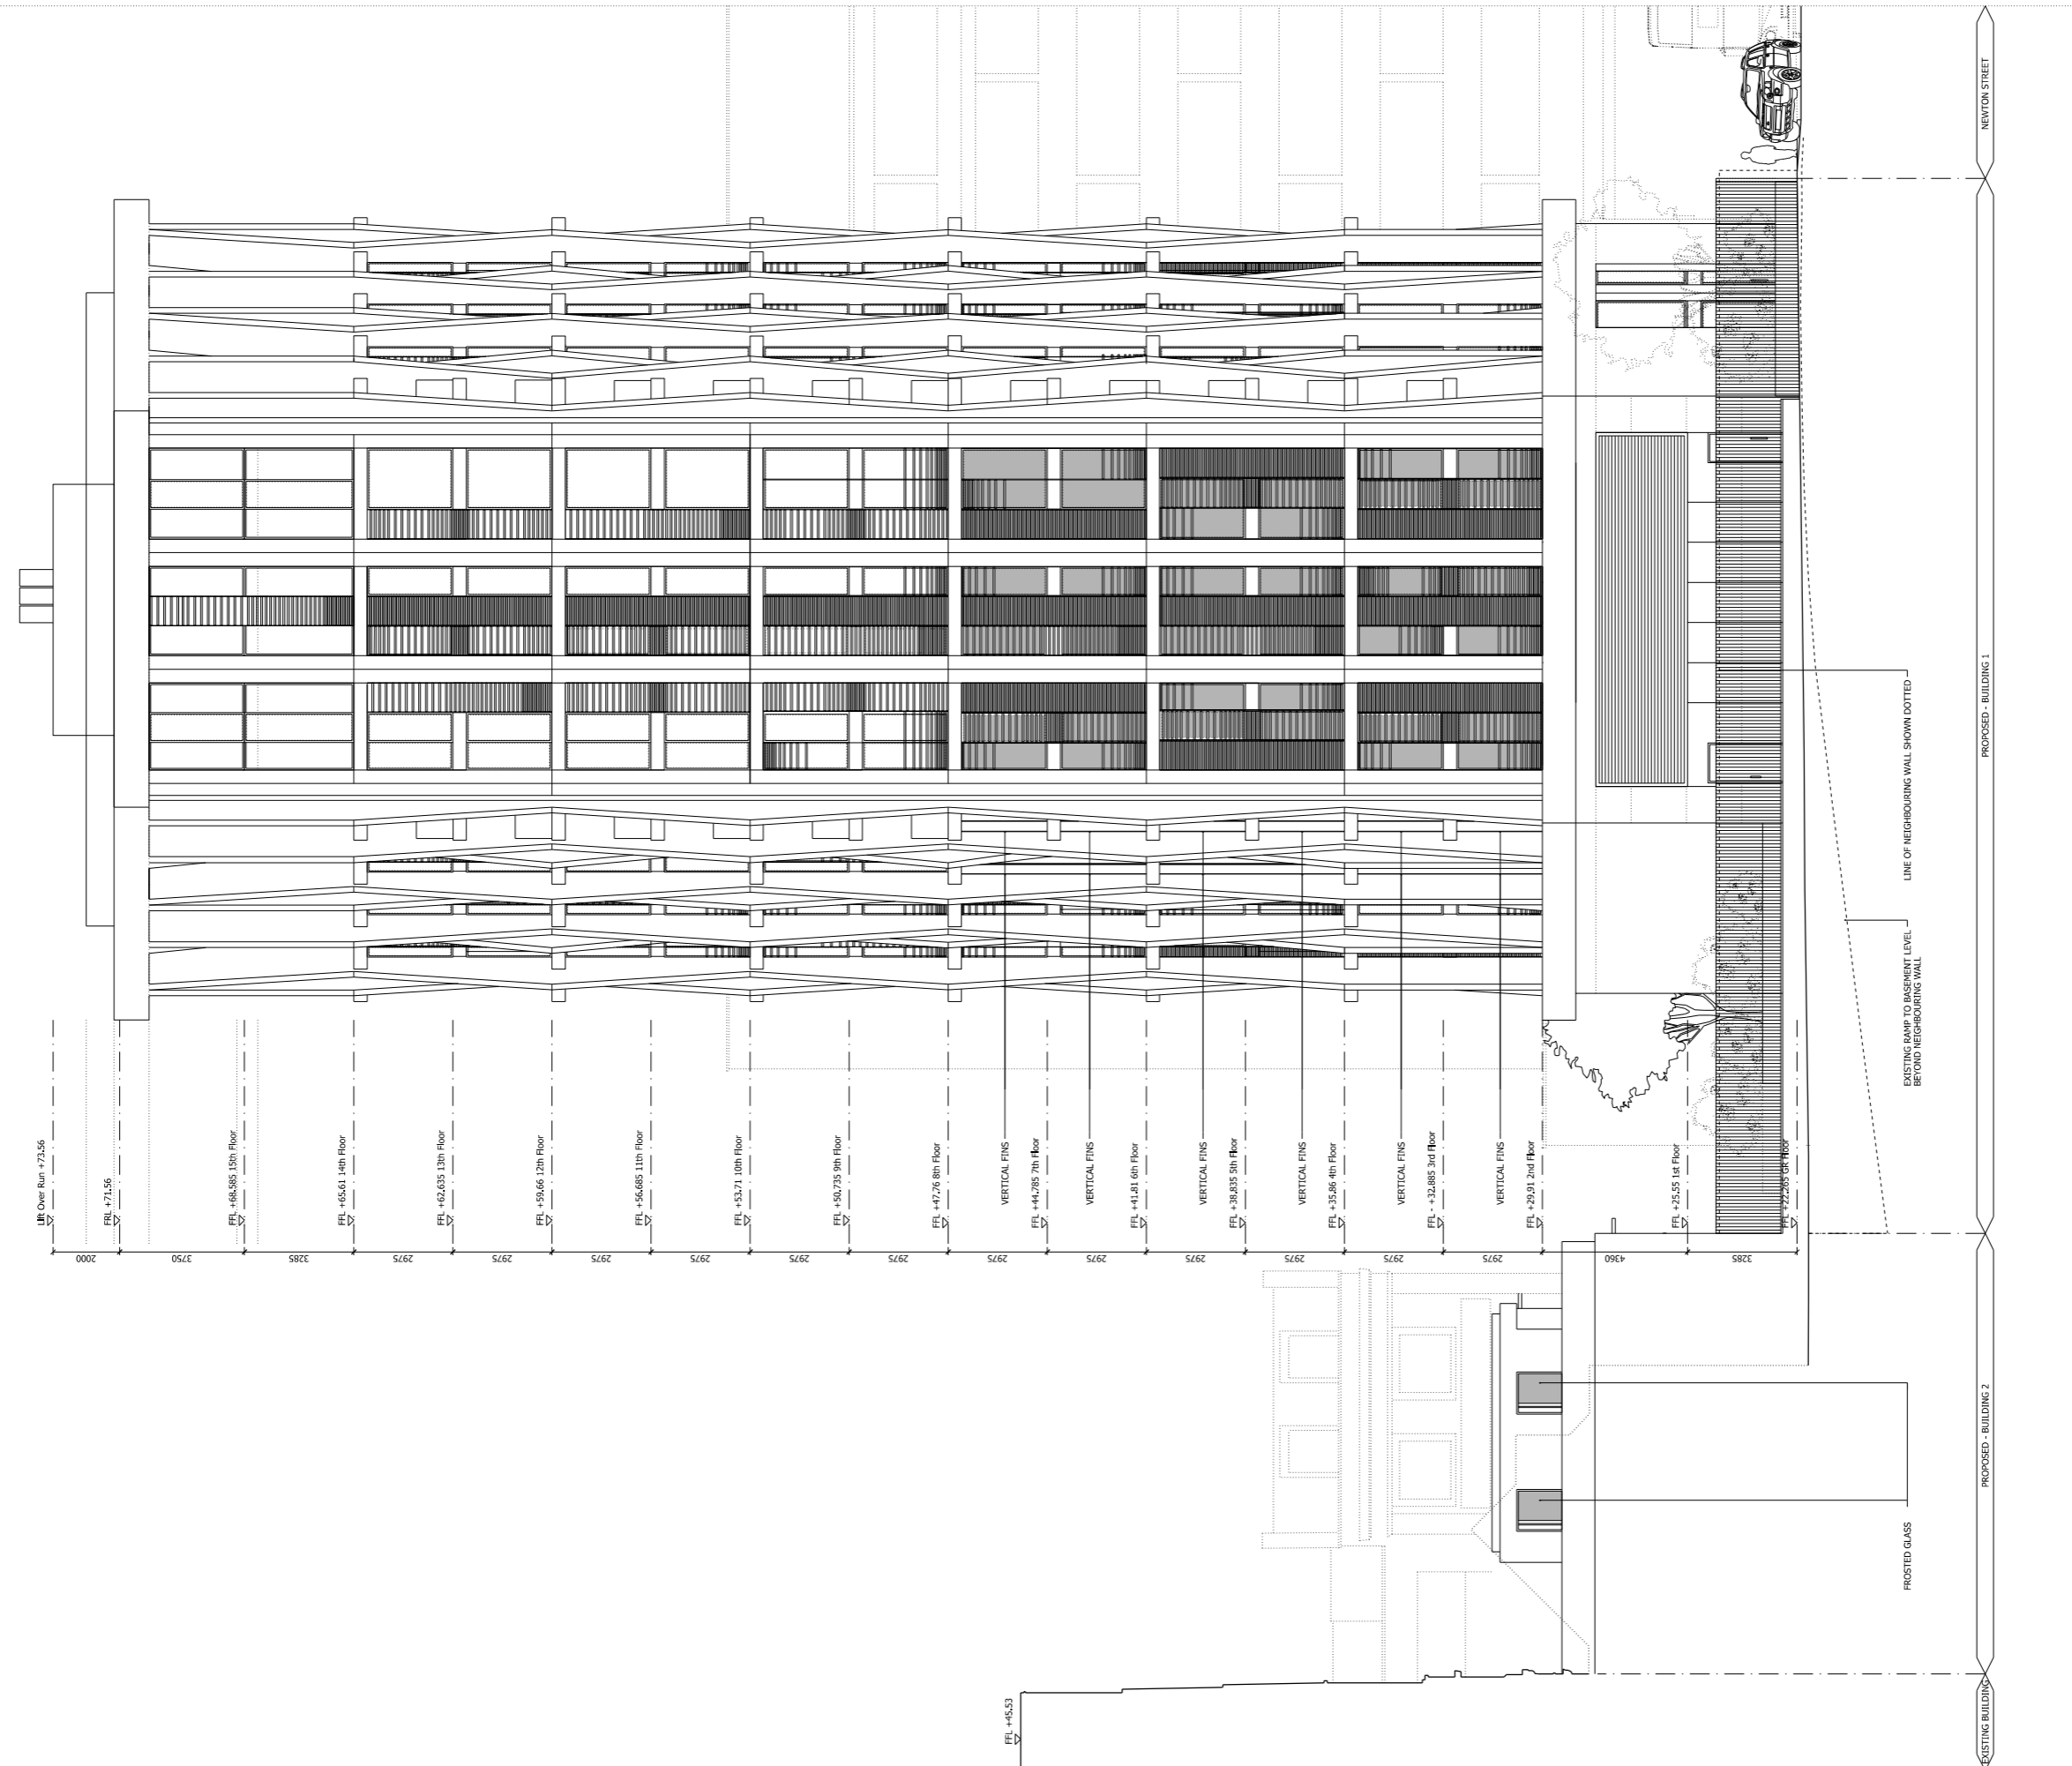 Lift Over Run +73.56
FRL +71.56
FFL +68.585 15th Floor
FFL +65.61 14th Floor
FFL +62.635 13th Floor
FFL +59.66 12th Floor
FFL +56.685 11th Floor
FFL +53.71 10th Floor
FFL +50.735 9th Floor
FFL +47.76 8th Floor
VERTICAL FINS
FFL +44.785 7th Floor
VERTICAL FINS
FFL +41.81 6th Floor
VERTICAL FINS
FFL +38.835 5th Floor
VERTICAL FINS
FFL +35.86 4th Floor
VERTICAL FINS
FFL - +32.885 3rd Floor
VERTICAL FINS
FFL +29.91 2nd Floor
FFL +25.55 1st Floor
FFL +22.265 GR Floor
2000
3750
3285
2975
2975
2975
2975
2975
2975
2975
2975
2975
2975
2975
2975
4360
3285
FFL +45.53
LINE OF NEIGHBOURING WALL SHOWN DOTTED
EXISTING RAMP TO BASEMENT LEVEL
BEYOND NEIGHBOURING WALL
FROSTED GLASS
EXISTING BUILDING
PROPOSED - BUILDING 2
PROPOSED - BUILDING 1
NEWTON STREET